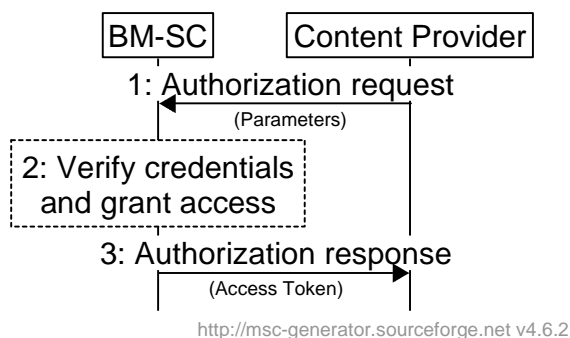 BM-SC Content Provider
1: Authorization request
(Parameters)
2: Verify credentials
and grant access
3: Authorization response
(Access Token)
http://msc-generator.sourceforge.net v4.6.2